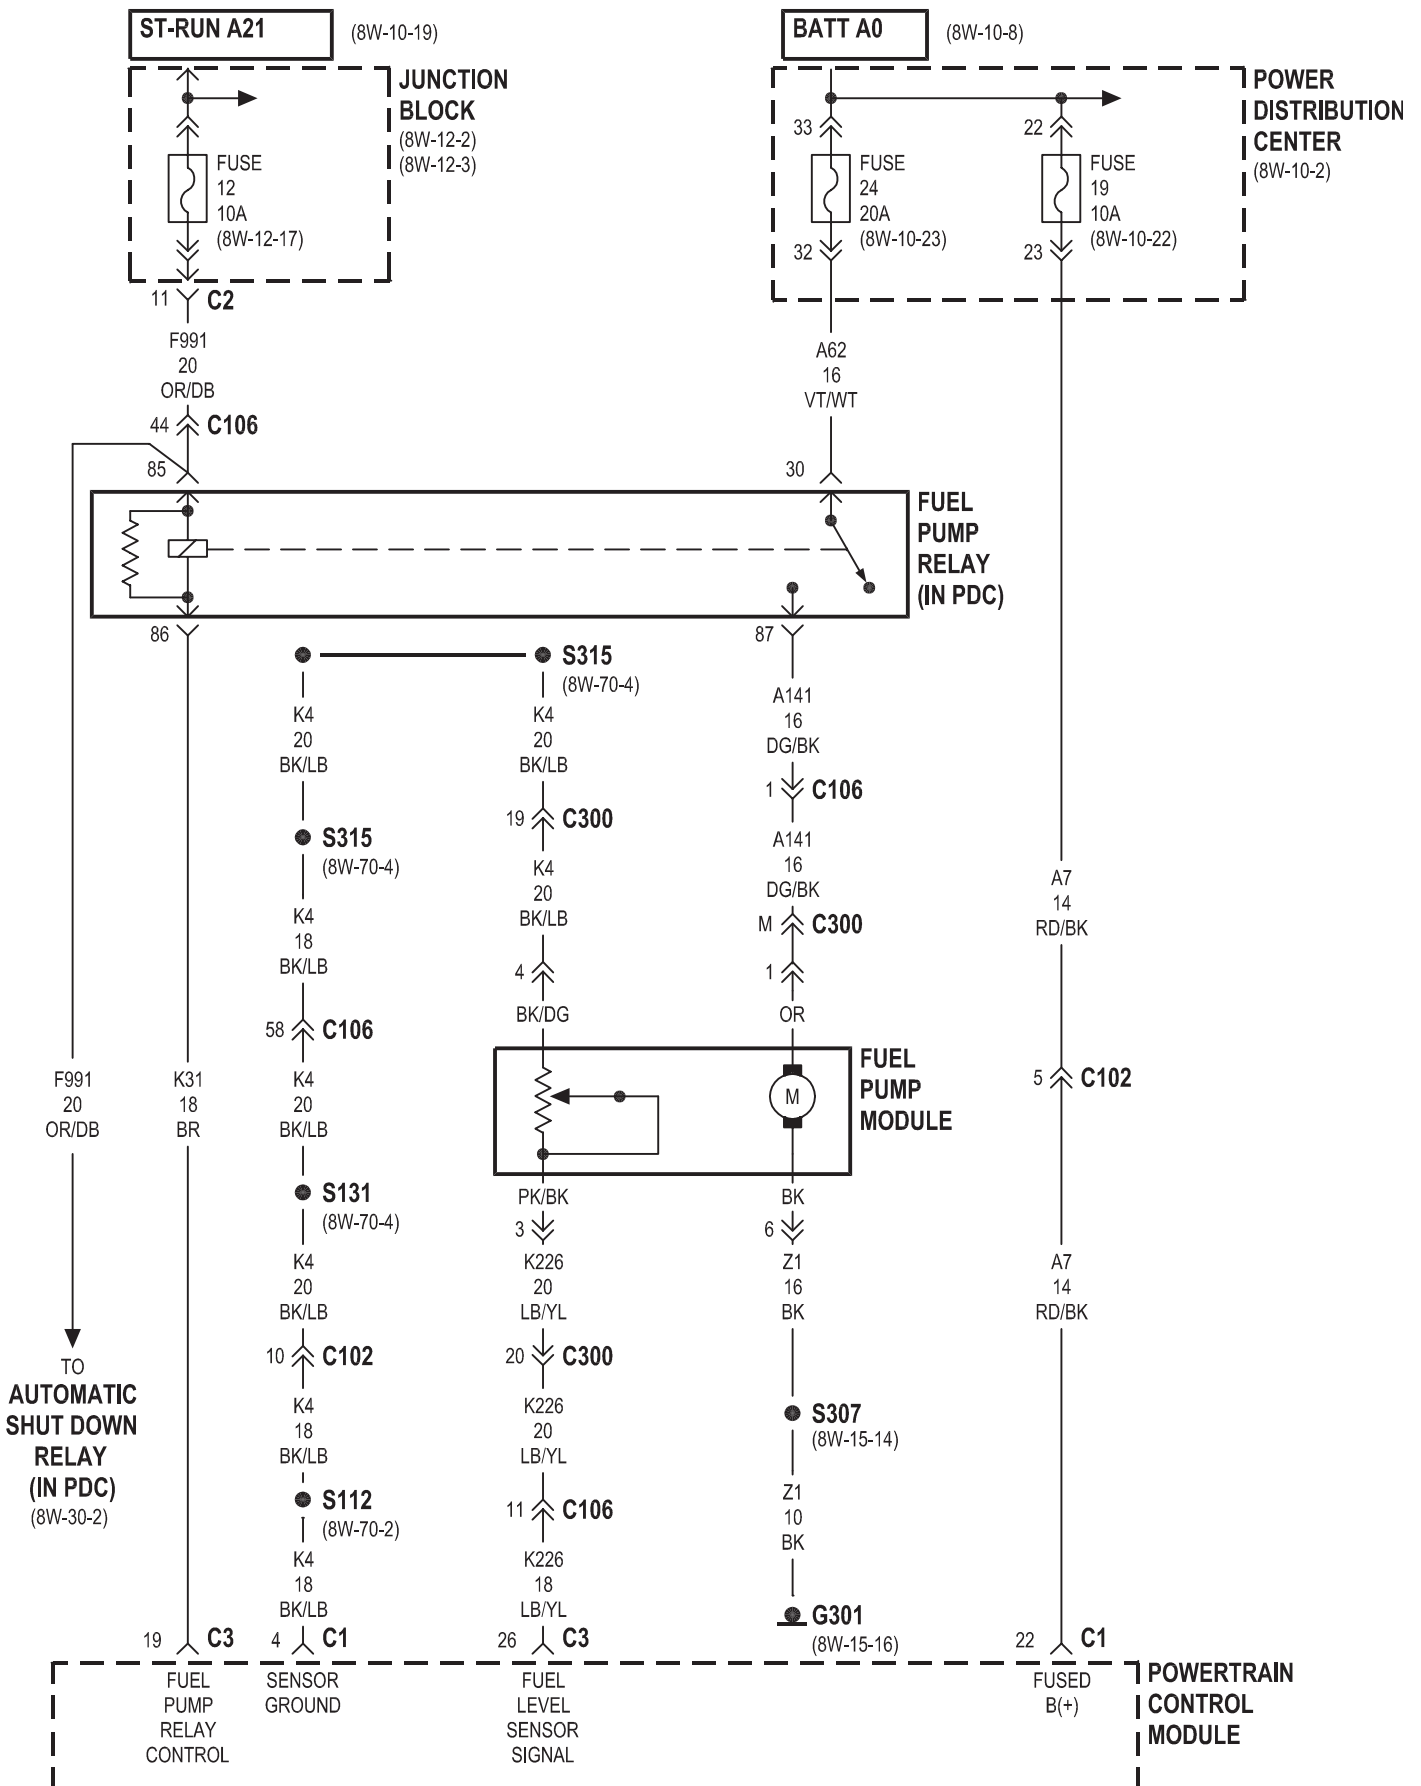 ST-RUN A21
(8W-10-19)
BATT A0
(8W-10-8)
JUNCTION
BLOCK
(8W-12-2)
(8W-12-3)
POWER
DISTRIBUTION
CENTER
(8W-10-2)
FUSE
12
10A
(8W-12-17)
33
FUSE
24
20A
(8W-10-23)
32
22
FUSE
19
10A
(8W-10-22)
23
11
C2
F991
20
OR/DB
44
C106
85
A62
16
VT/WT
30
FUEL
PUMP
RELAY
(IN PDC)
86
87
S315
(8W-70-4)
K4
20
BK/LB
K4
20
BK/LB
A141
16
DG/BK
1
C106
19
C300
S315
(8W-70-4)
A141
16
DG/BK
K4
20
BK/LB
A7
14
RD/BK
K4
18
BK/LB
M
C300
4
1
BK/DG
OR
58
C106
FUEL
PUMP
MODULE
M
F991
20
OR/DB
K31
18
BR
K4
20
BK/LB
5
C102
S131
(8W-70-4)
PK/BK
BK
3
6
K4
20
BK/LB
K226
20
LB/YL
Z1
16
BK
A7
14
RD/BK
TO
AUTOMATIC
SHUT DOWN
RELAY
(IN PDC)
(8W-30-2)
10
C102
20
C300
K4
18
BK/LB
K226
20
LB/YL
S307
(8W-15-14)
S112
(8W-70-2)
11
C106
Z1
10
BK
K4
18
BK/LB
K226
18
LB/YL
G301
(8W-15-16)
19
C3
4
C1
26
C3
22
C1
FUEL
PUMP
RELAY
CONTROL
SENSOR
GROUND
FUEL
LEVEL
SENSOR
SIGNAL
FUSED
B(+)
POWERTRAIN
CONTROL
MODULE